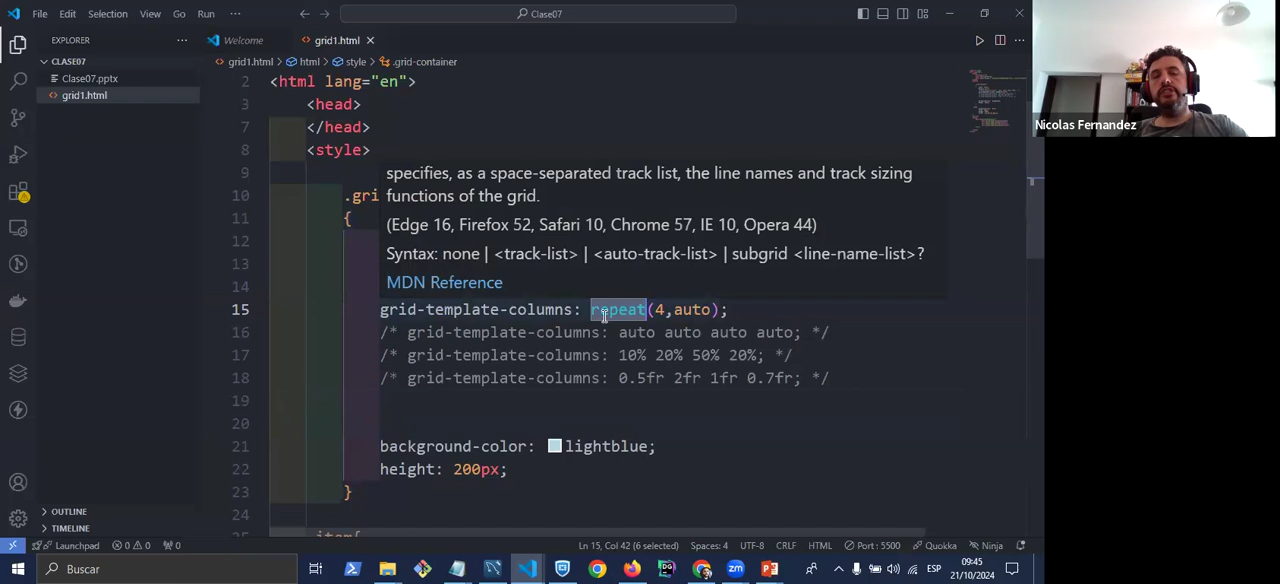 File Edit Selection View Go Run ··· Clase07
EXPLORER ··· Welcome grid1.html
CLASE07 grid1.html > html > style > .grid-container
Clase07.pptx
grid1.html
2 <html lang="en">
3 <head>
7 </head>
8 <style>
9
10 .gri
11 {
12
13
14
specifies, as a space-separated track list, the line names and track sizing
functions of the grid.
(Edge 16, Firefox 52, Safari 10, Chrome 57, IE 10, Opera 44)
Syntax: none | <track-list> | <auto-track-list> | subgrid <line-name-list>?
MDN Reference
15 grid-template-columns: repeat(4,auto);
16 /* grid-template-columns: auto auto auto auto; */
17 /* grid-template-columns: 10% 20% 50% 20%; */
18 /* grid-template-columns: 0.5fr 2fr 1fr 0.7fr; */
19
20
21 background-color: lightblue;
22 height: 200px;
23 }
24
OUTLINE
TIMELINE
Launchpad 0 0 0 Ln 15, Col 42 (6 selected) Spaces: 4 UTF-8 CRLF HTML Port : 5500 Quokka Ninja
Buscar DG zm ESP 09:45
21/10/2024
Nicolas Fernandez